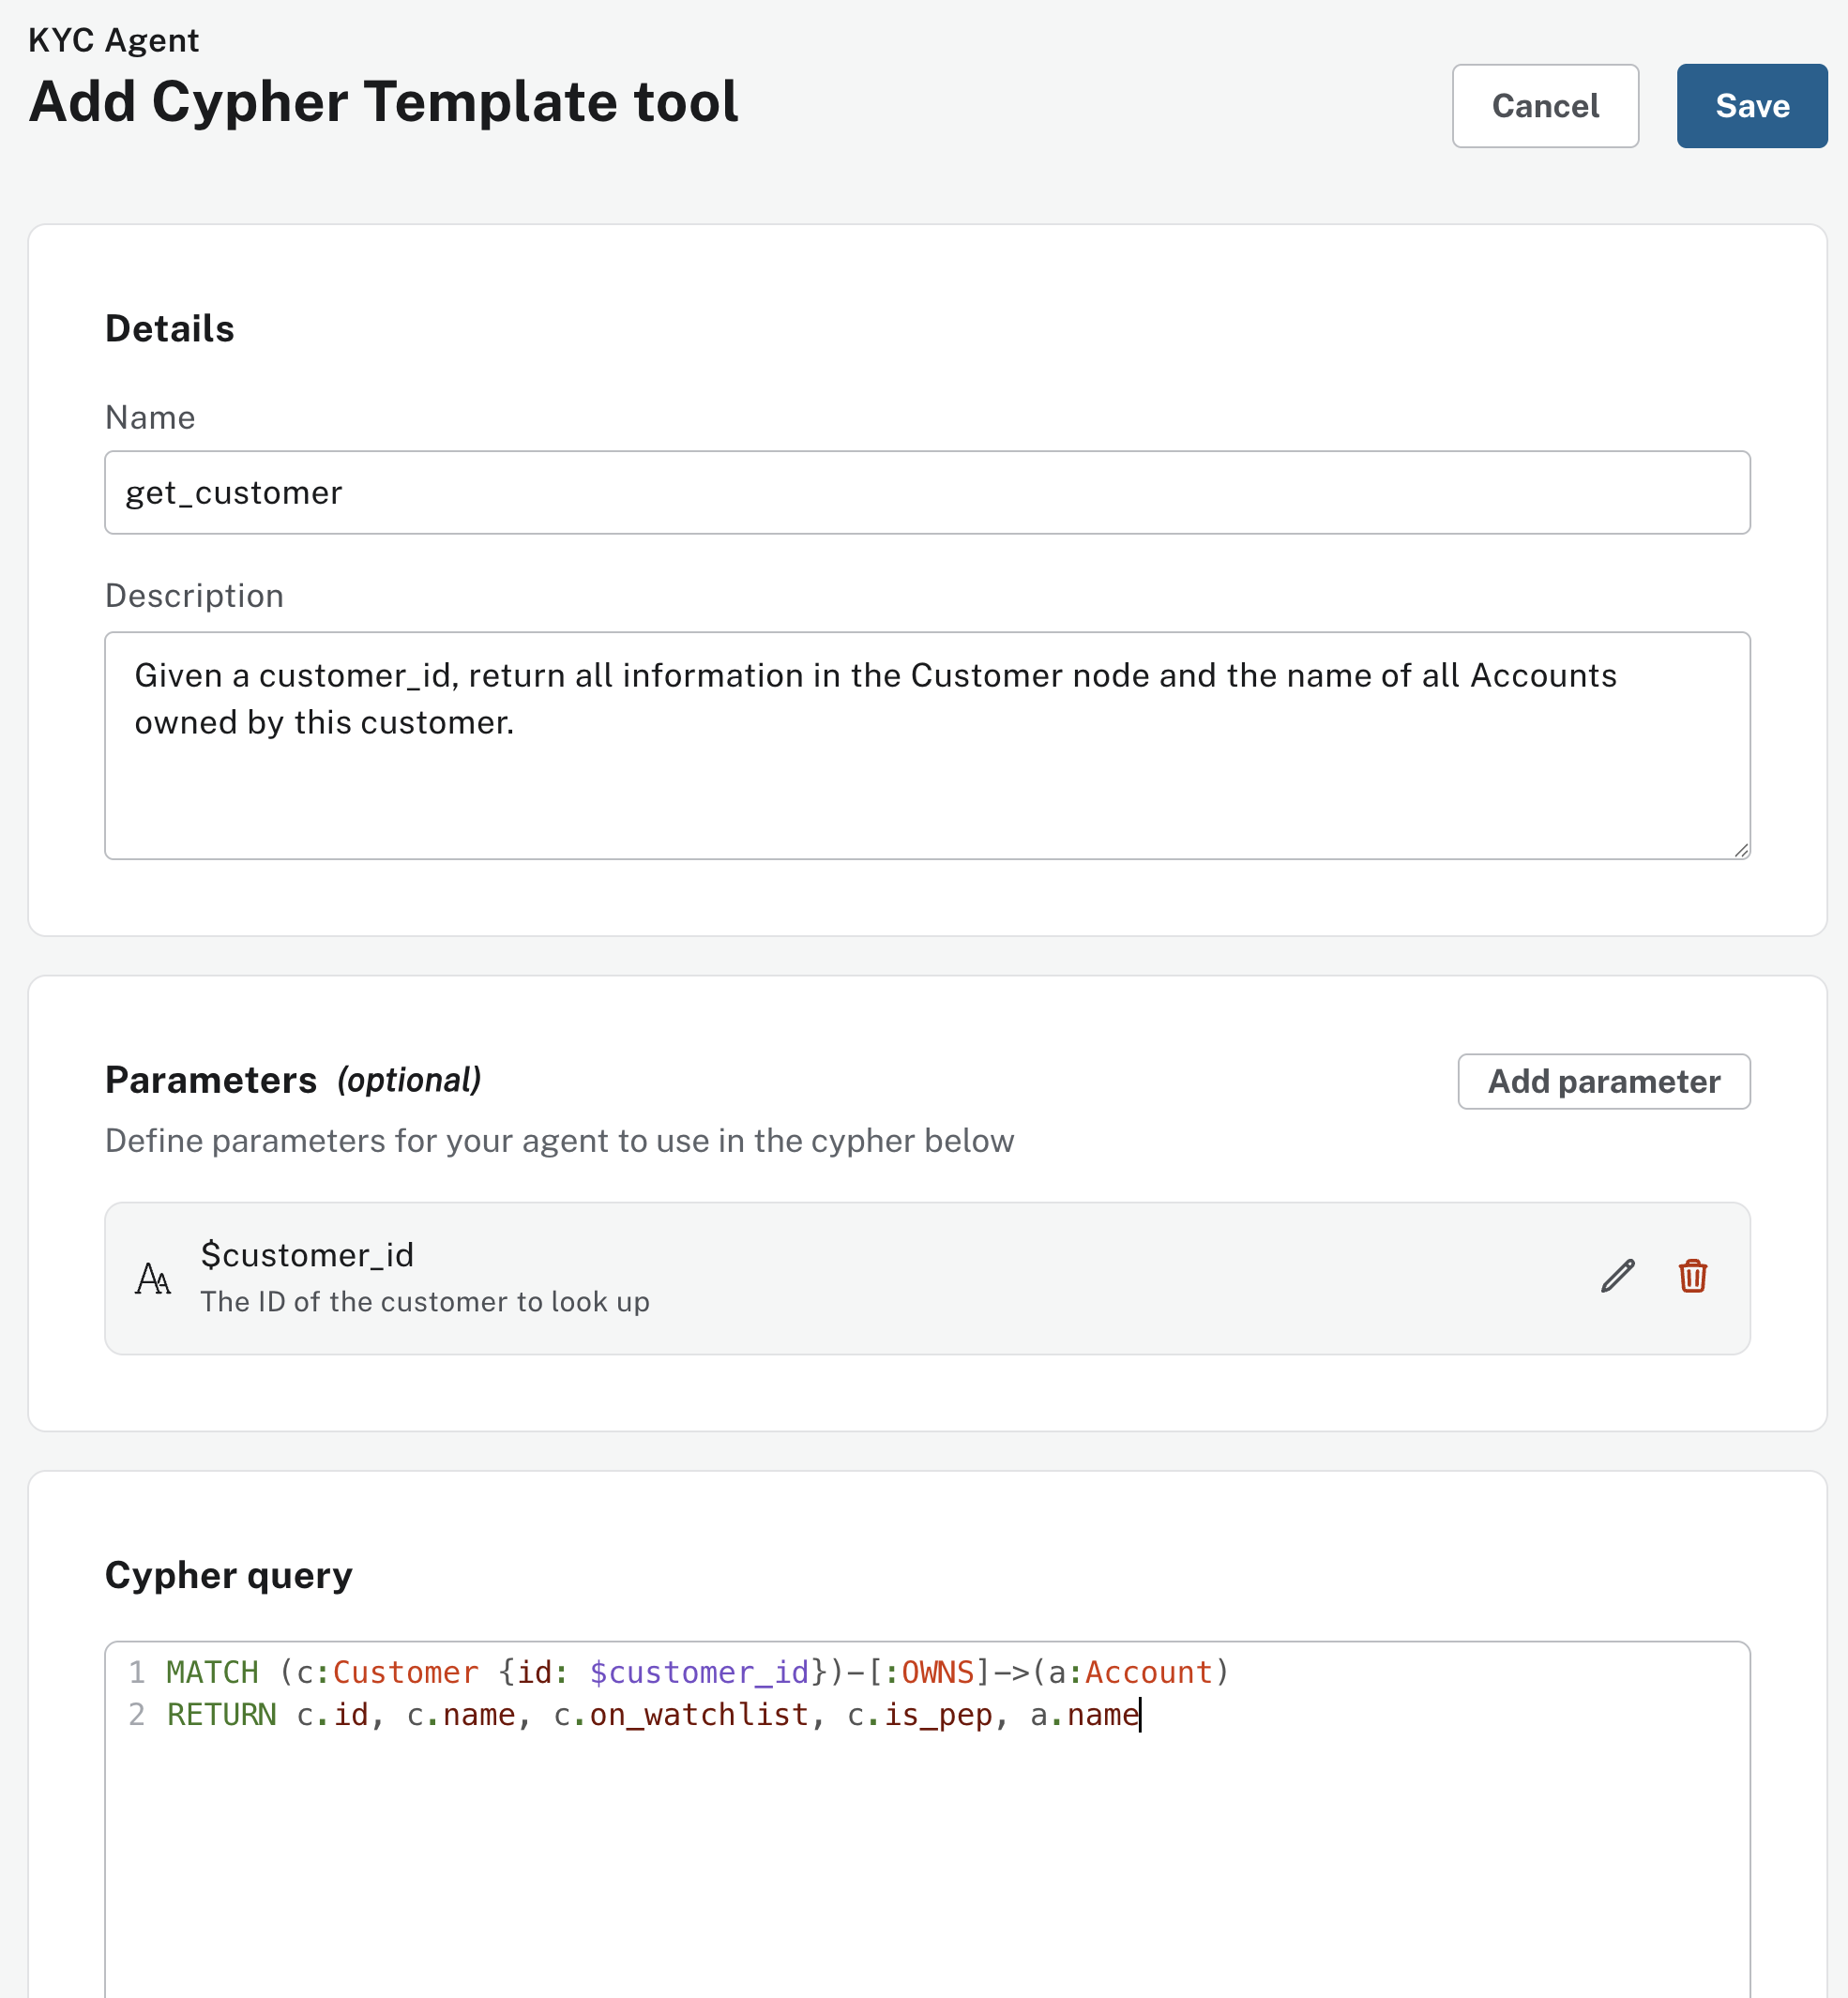 KYC Agent
Add Cypher Template tool
Cancel
Save
Details
Name
get_customer
Description
Given a customer_id, return all information in the Customer node and the name of all Accounts
owned by this customer.
Parameters (optional)
Add parameter
Define parameters for your agent to use in the cypher below
$customer_id
The ID of the customer to look up
Cypher query
1 MATCH (c:Customer {id: $customer_id})-[:OWNS]->(a:Account)
2 RETURN c.id, c.name, c.on_watchlist, c.is_pep, a.name